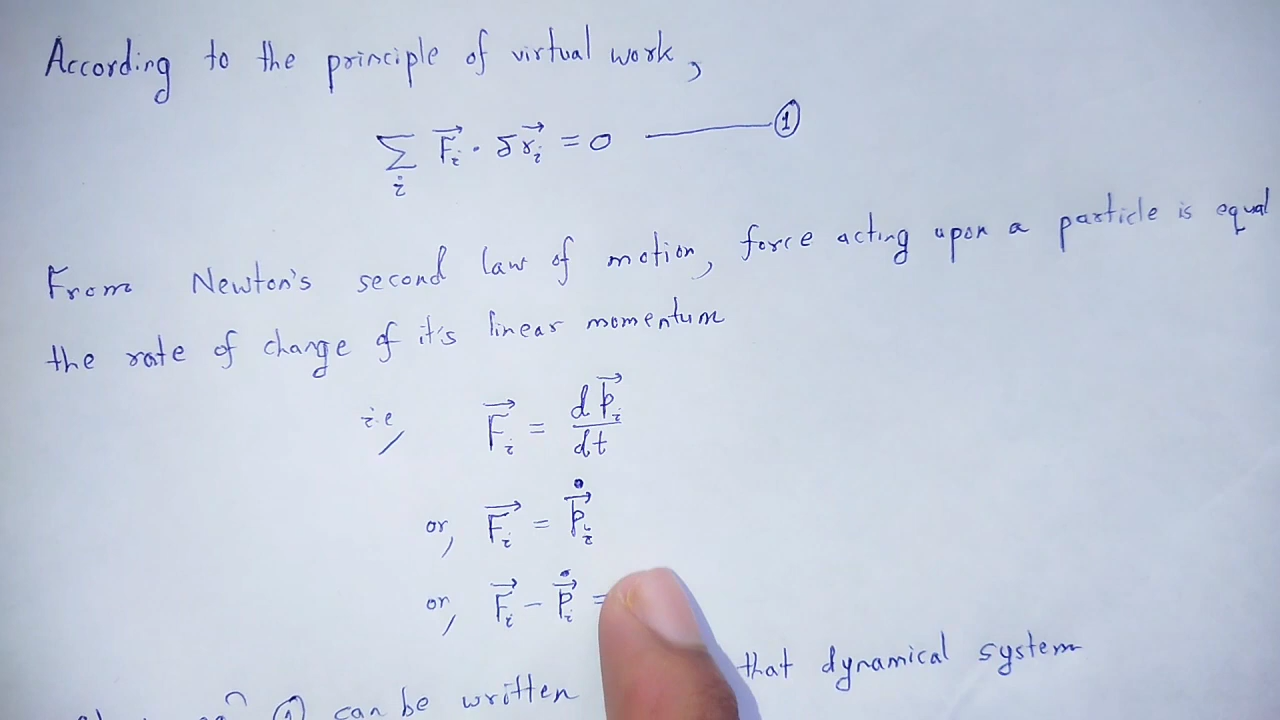 According to the principle of virtual work,
∑ᵢ F⃗ᵢ · δr⃗ᵢ = 0 ——— ①
From Newton's second law of motion, force acting upon a particle is equal
the rate of change of it's linear momentum
i.e, F⃗ᵢ = dp⃗ᵢ/dt
or, F⃗ᵢ = ṗ⃗ᵢ
or, F⃗ᵢ − ṗ⃗ᵢ =
① can be written that dynamical system